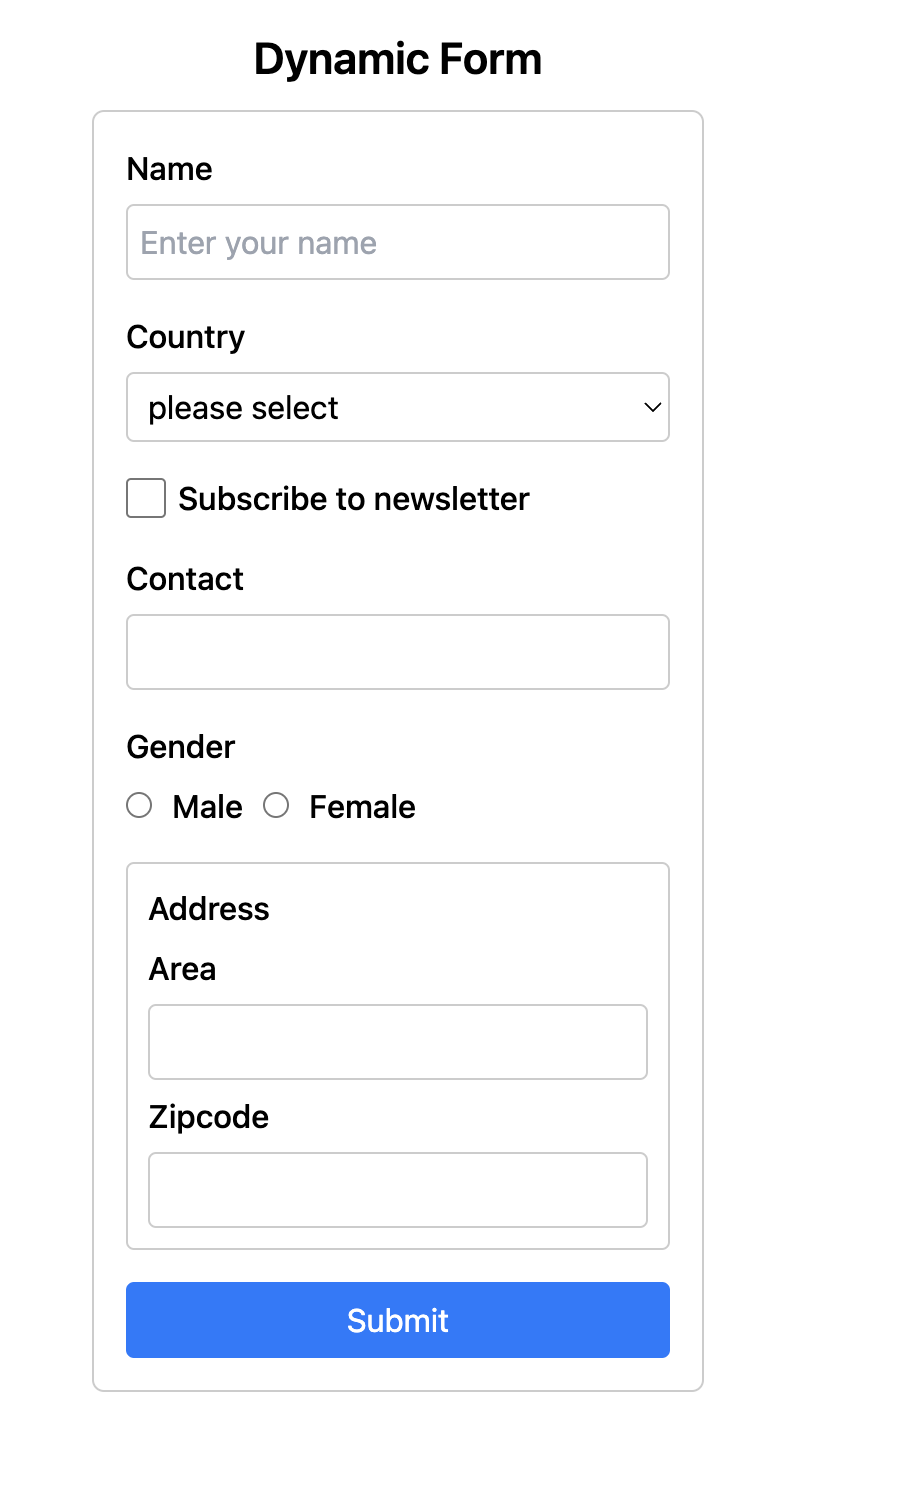 Dynamic Form
Name
Enter your name
Country
please select
Subscribe to newsletter
Contact
Gender
Male Female
Address
Area
Zipcode
Submit